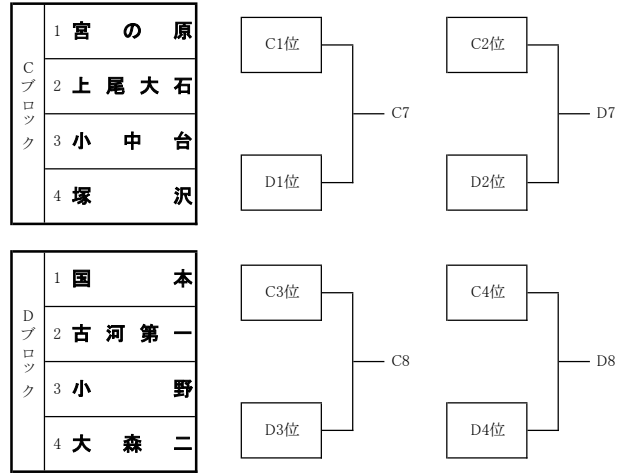 Cブロック
1 宮の原
2 上尾大石
3 小中台
4 塚沢
C1位
D1位
C7
C2位
D2位
D7
Dブロック
1 国本
2 古河第一
3 小野
4 大森二
C3位
D3位
C8
C4位
D4位
D8